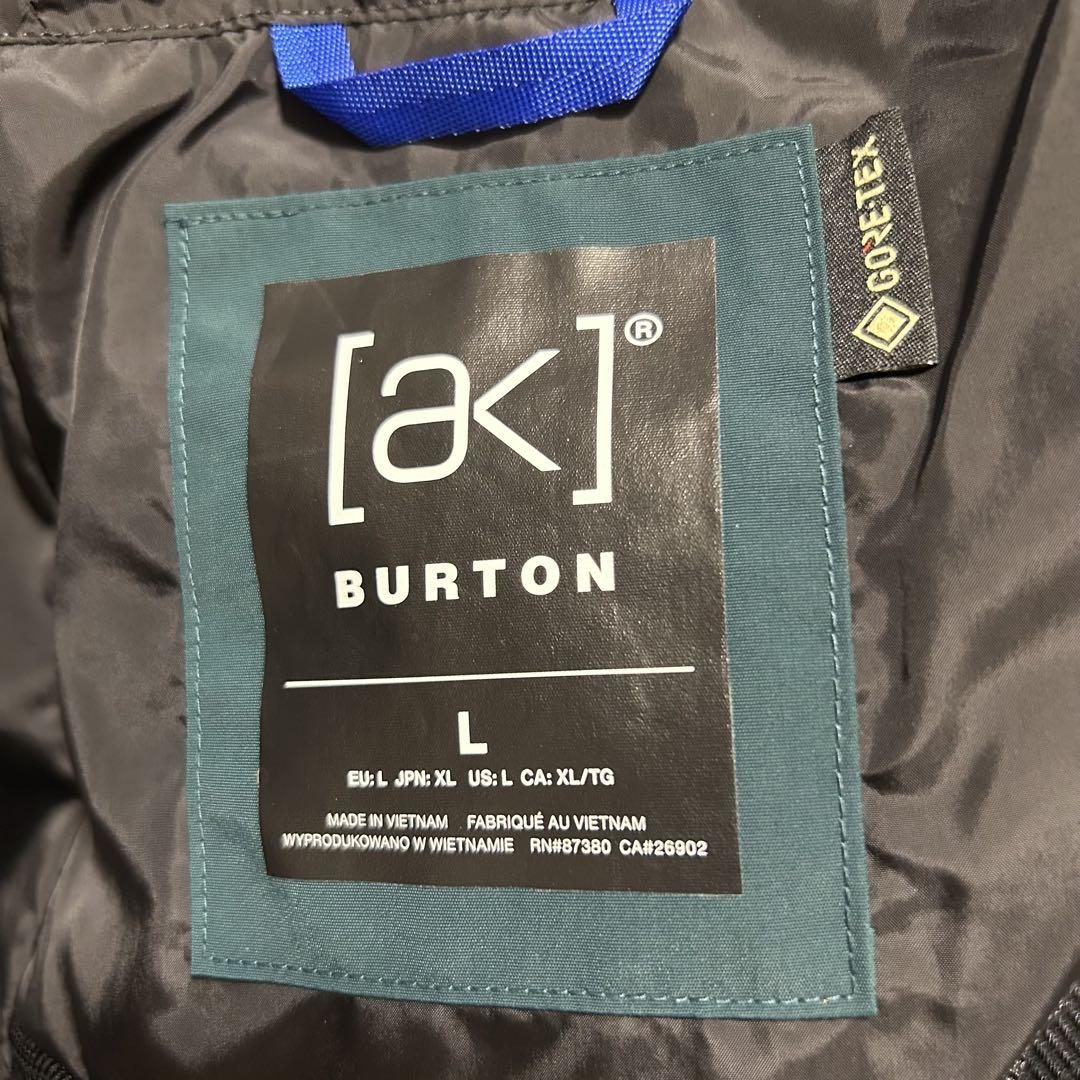 GORE-TEX
[ak]®
BURTON
L
EU: L JPN: XL US: L CA: XL/TG
MADE IN VIETNAM FABRIQUÉ AU VIETNAM
WYPRODUKOWANO W WIETNAMIE RN#87380 CA#26902